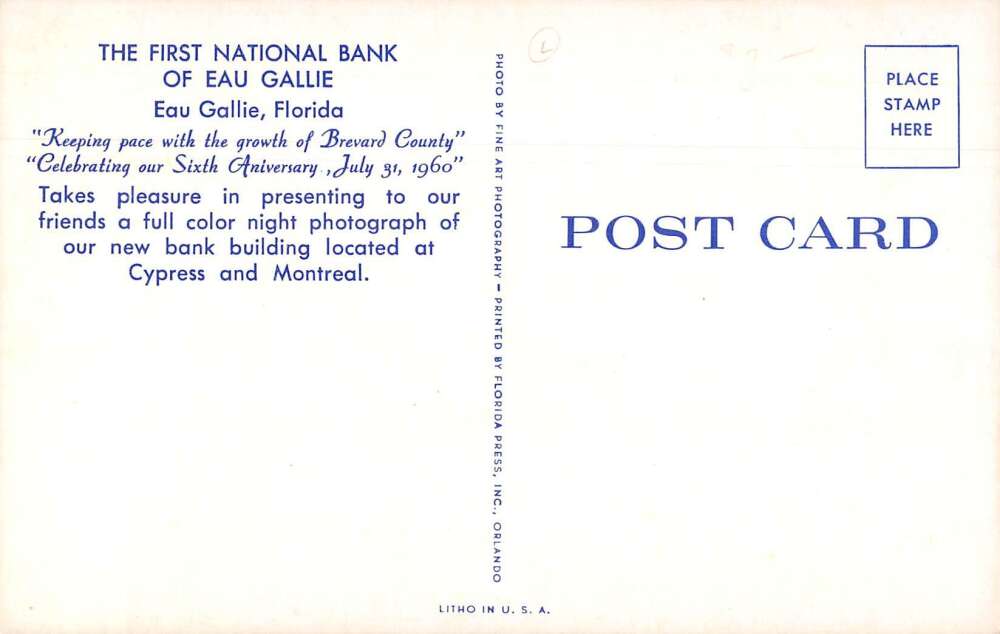 THE FIRST NATIONAL BANK
OF EAU GALLIE
Eau Gallie, Florida
"Keeping pace with the growth of Brevard County"
"Celebrating our Sixth Aniversary, July 31, 1960"
Takes pleasure in presenting to our
friends a full color night photograph of
our new bank building located at
Cypress and Montreal.
PHOTO BY FINE ART PHOTOGRAPHY – PRINTED BY FLORIDA PRESS, INC., ORLANDO
LITHO IN U. S. A.
L
PLACE
STAMP
HERE
POST CARD